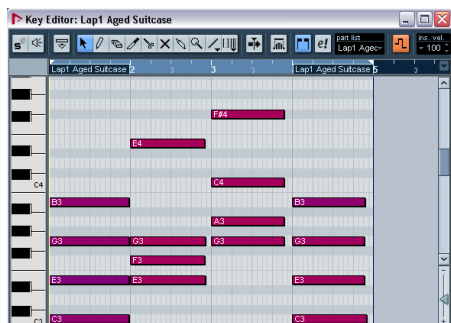 Key Editor: Lap1 Aged Suitcase
part list
ins. vel.
Lap1 Agec
100
Lap1 Aged Suitcase 2 3 3 Lap1 Aged Suitcase 5 3
F#4
E4
C4 C4
B3 B3
A3
G3 G3 G3 G3
F3
E3 E3 E3
C3 C3 C3